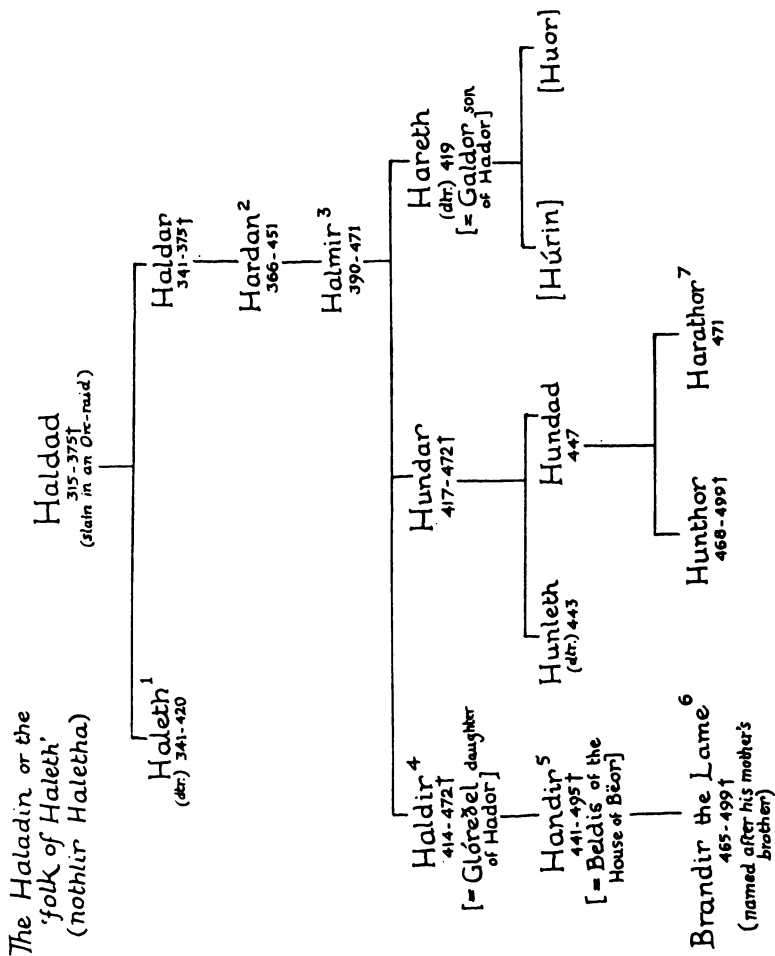 The Haladin or the
'folk of Haleth'
(nothlir Haletha)
Haldad
315-375†
(slain in an Orc-raid)
Haleth¹
(dtr.) 341-420
Haldar
341-375†
Hardan²
366-451
Halmir³
390-471
Haldir⁴
414-472†
[= Glóreðel daughter
of Hador]
Hundar
417-472†
Hareth
(dtr.) 419
[= Galdor son
of Hador]
Handir⁵
441-495†
[= Beldis of the
House of Bëor]
Hunleth
(dtr.) 443
Hundad
447
[Húrin]
[Huor]
Brandir the Lame⁶
465-499†
(named after his mother's
brother)
Hunthor
468-499†
Harathor⁷
471